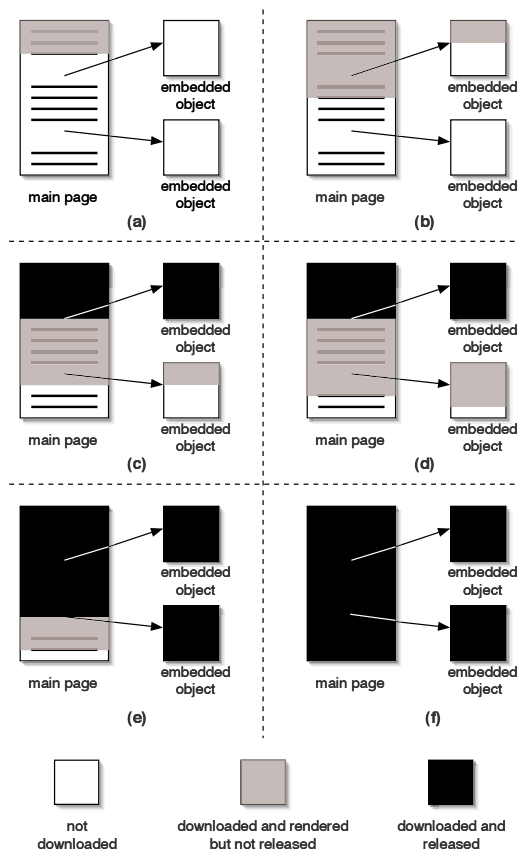 embedded
object
embedded
object
main page
(a)
embedded
object
embedded
object
main page
(b)
embedded
object
embedded
object
main page
(c)
embedded
object
embedded
object
main page
(d)
embedded
object
embedded
object
main page
(e)
embedded
object
embedded
object
main page
(f)
not
downloaded
downloaded and rendered
but not released
downloaded and
released